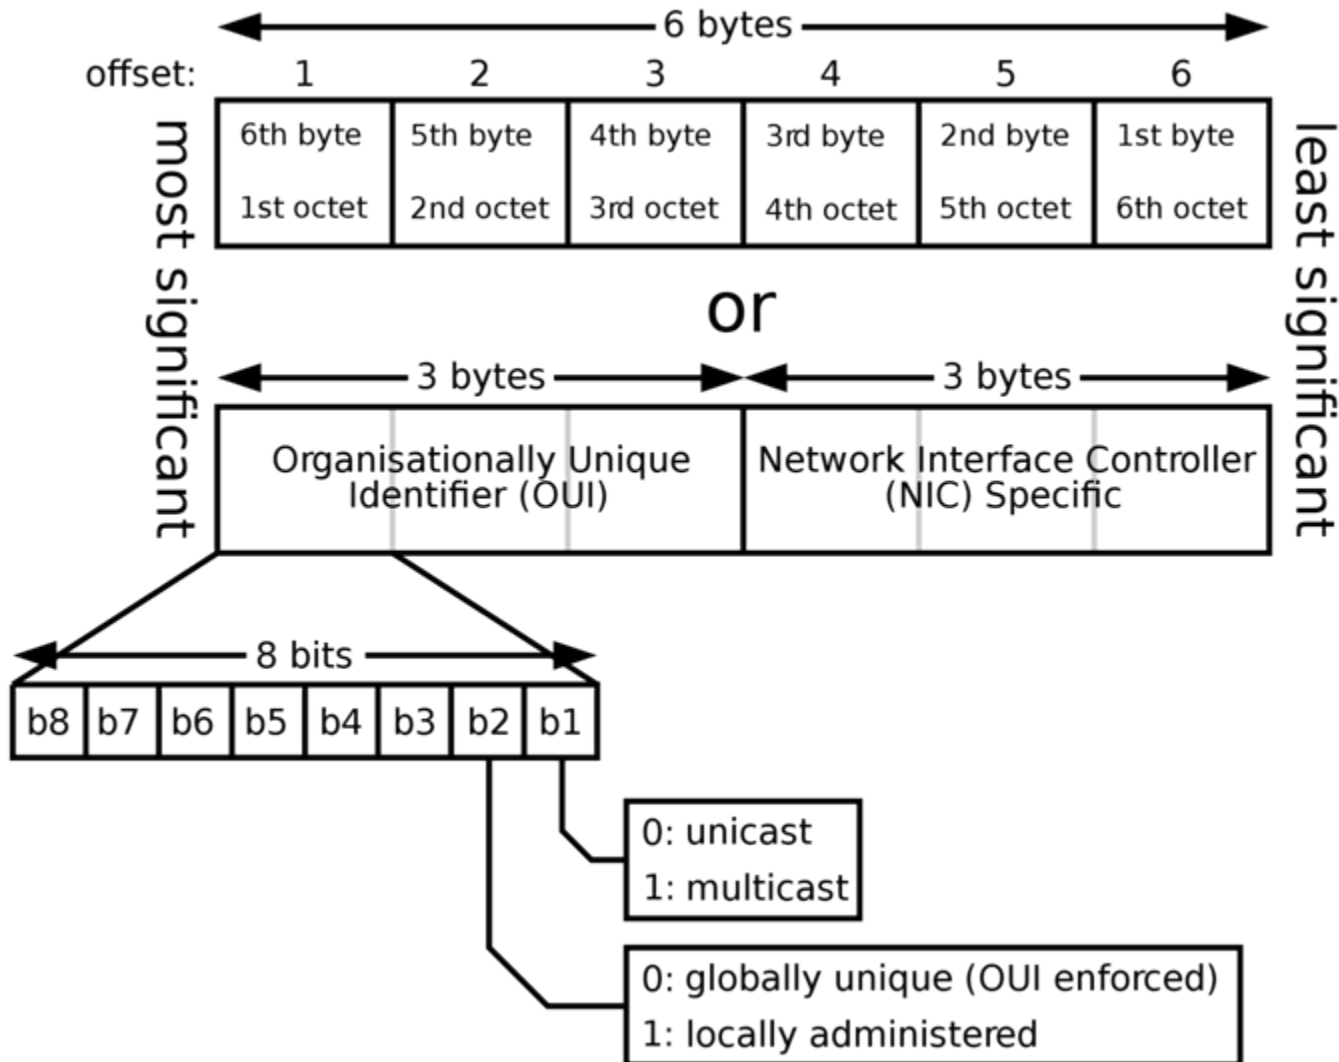 6 bytes
offset: 1 2 3 4 5 6
most significant
6th byte 5th byte 4th byte 3rd byte 2nd byte 1st byte
1st octet 2nd octet 3rd octet 4th octet 5th octet 6th octet
least significant
or
3 bytes 3 bytes
Organisationally Unique
Identifier (OUI)
Network Interface Controller
(NIC) Specific
8 bits
b8 b7 b6 b5 b4 b3 b2 b1
0: unicast
1: multicast
0: globally unique (OUI enforced)
1: locally administered